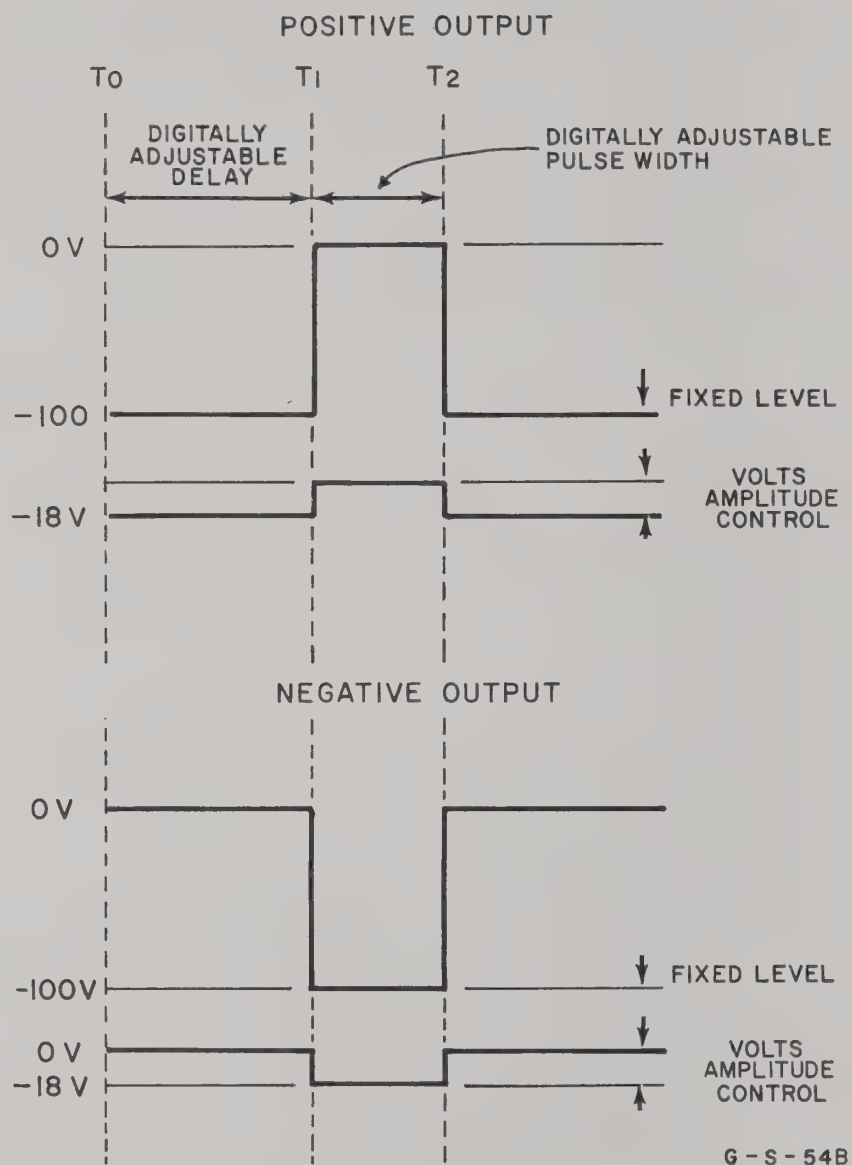 POSITIVE OUTPUT
To T1 T2
DIGITALLY
ADJUSTABLE
DELAY
DIGITALLY ADJUSTABLE
PULSE WIDTH
0 V
-100
FIXED LEVEL
-18 V
VOLTS
AMPLITUDE
CONTROL
NEGATIVE OUTPUT
0 V
-100V
FIXED LEVEL
0 V
-18 V
VOLTS
AMPLITUDE
CONTROL
G-S-54B